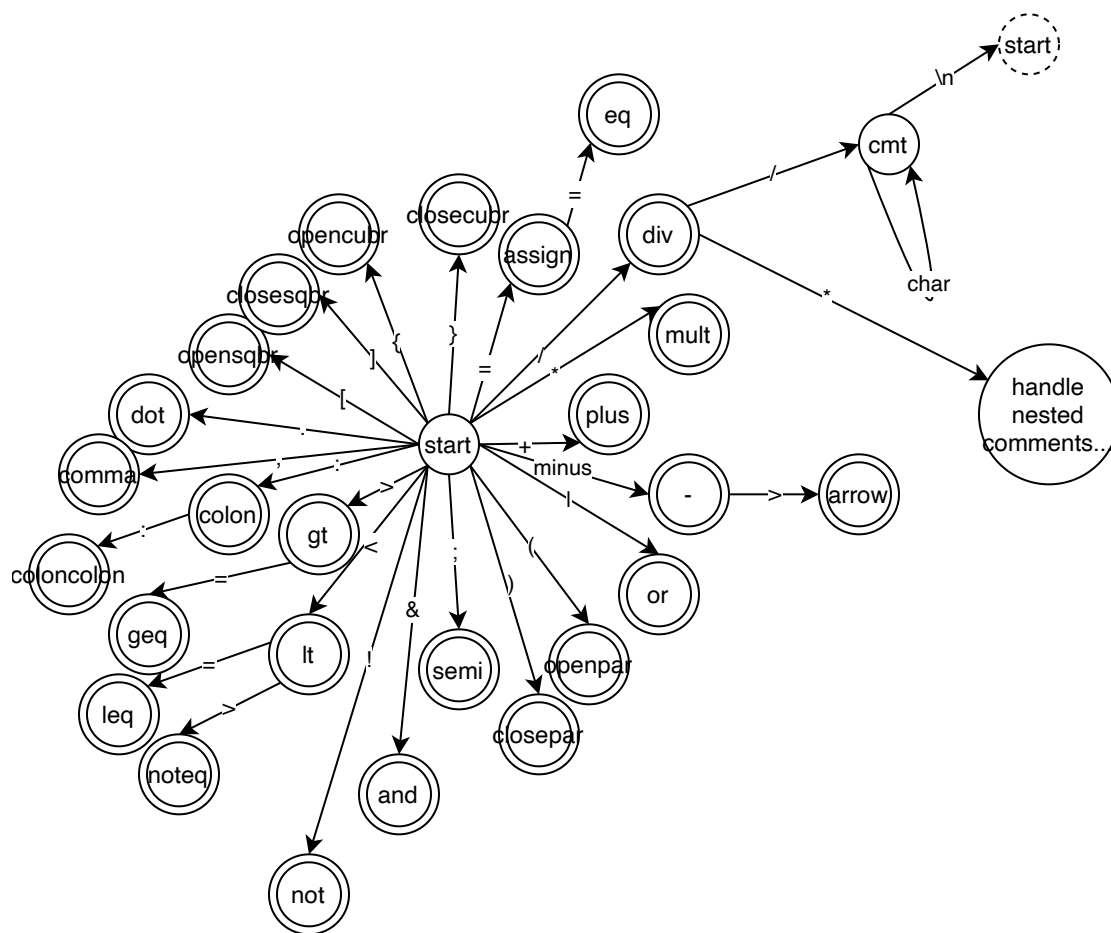 start
\n
eq
cmt
/
=
closecubr
opencubr
assign
div
closesqbr
char
*
mult
opensqbr
{
}
]
/
=
*
[
handle
nested
comments...
dot
.
plus
start
+
comma
,
:
minus
>
-
>
arrow
colon
|
:
gt
<
;
(
coloncolon
=
)
or
&
geq
lt
!
semi
openpar
=
leq
>
closepar
noteq
and
not